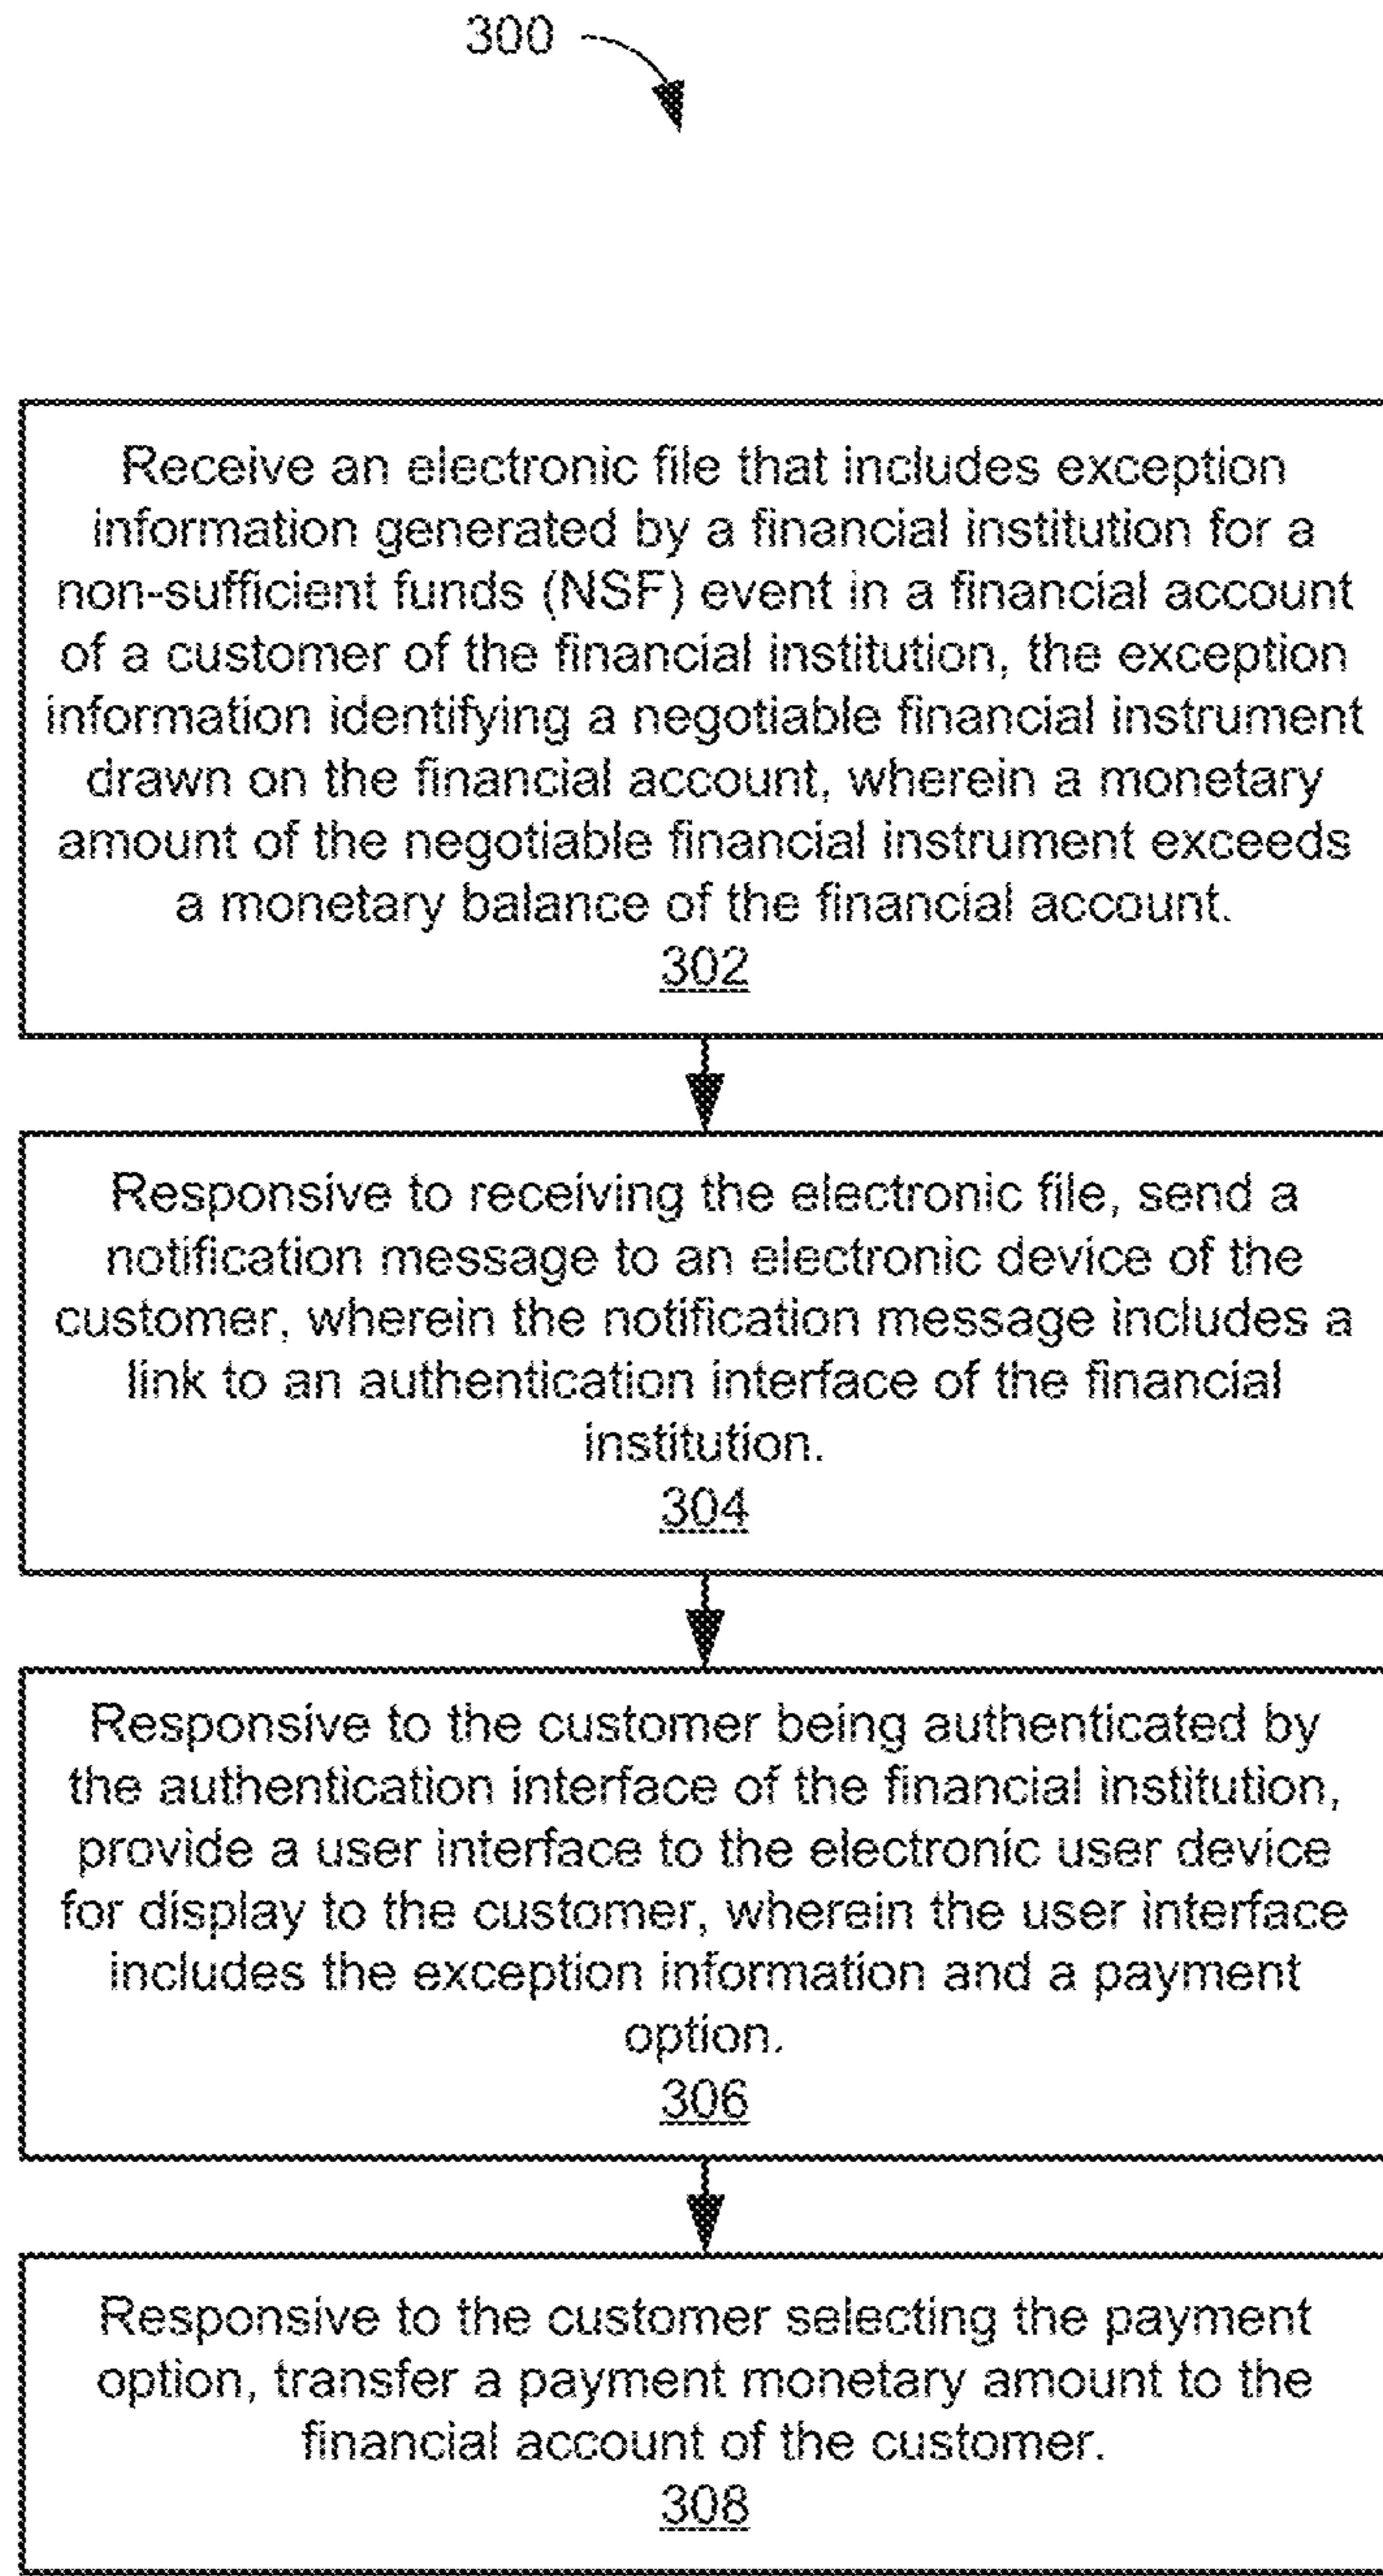 300
Receive an electronic file that includes exception
information generated by a financial institution for a
non-sufficient funds (NSF) event in a financial account
of a customer of the financial institution, the exception
information identifying a negotiable financial instrument
drawn on the financial account, wherein a monetary
amount of the negotiable financial instrument exceeds
a monetary balance of the financial account.
302
Responsive to receiving the electronic file, send a
notification message to an electronic device of the
customer, wherein the notification message includes a
link to an authentication interface of the financial
institution.
304
Responsive to the customer being authenticated by
the authentication interface of the financial institution,
provide a user interface to the electronic user device
for display to the customer, wherein the user interface
includes the exception information and a payment
option.
306
Responsive to the customer selecting the payment
option, transfer a payment monetary amount to the
financial account of the customer.
308